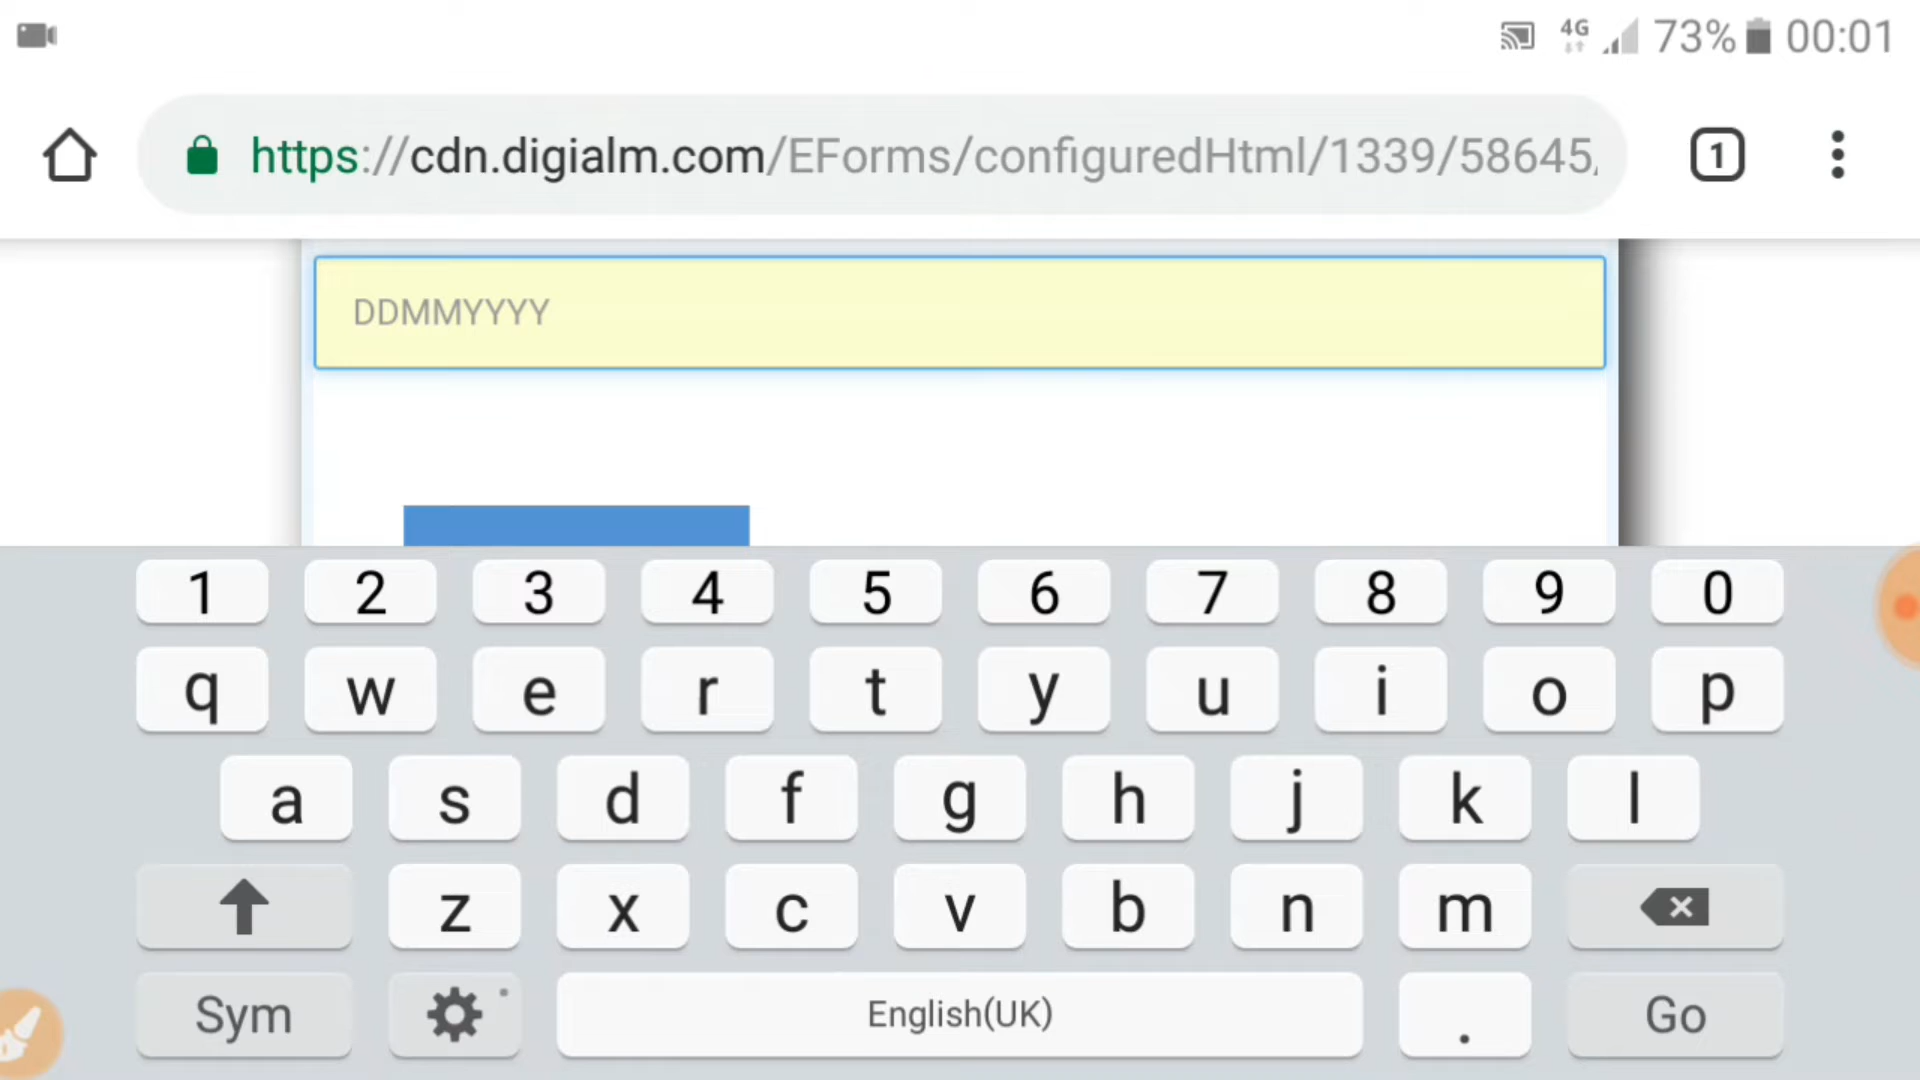 4G 73% 00:01
https://cdn.digialm.com/EForms/configuredHtml/1339/58645, 1
DDMMYYYY
1 2 3 4 5 6 7 8 9 0
q w e r t y u i o p
a s d f g h j k l
z x c v b n m
Sym English(UK) . Go